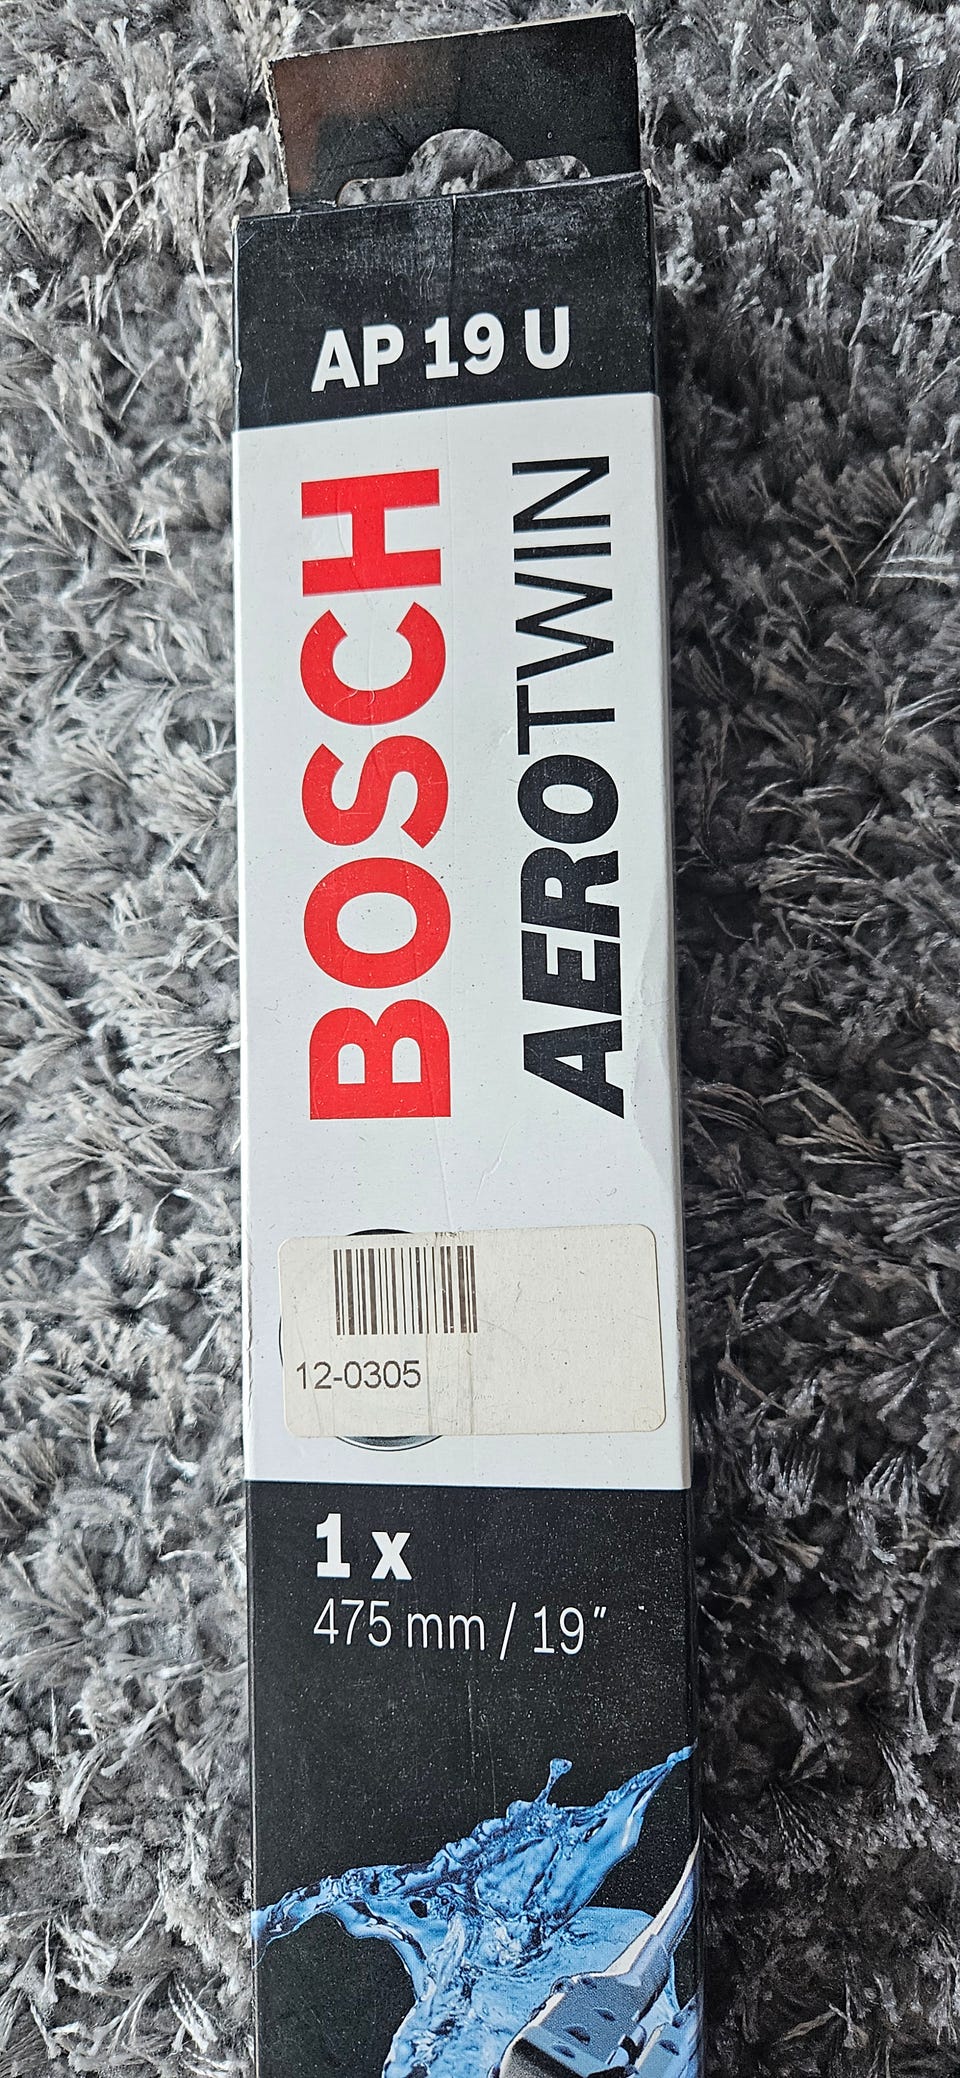 AP 19 U
BOSCH
AEROTWIN
12-0305
1 x
475 mm / 19"